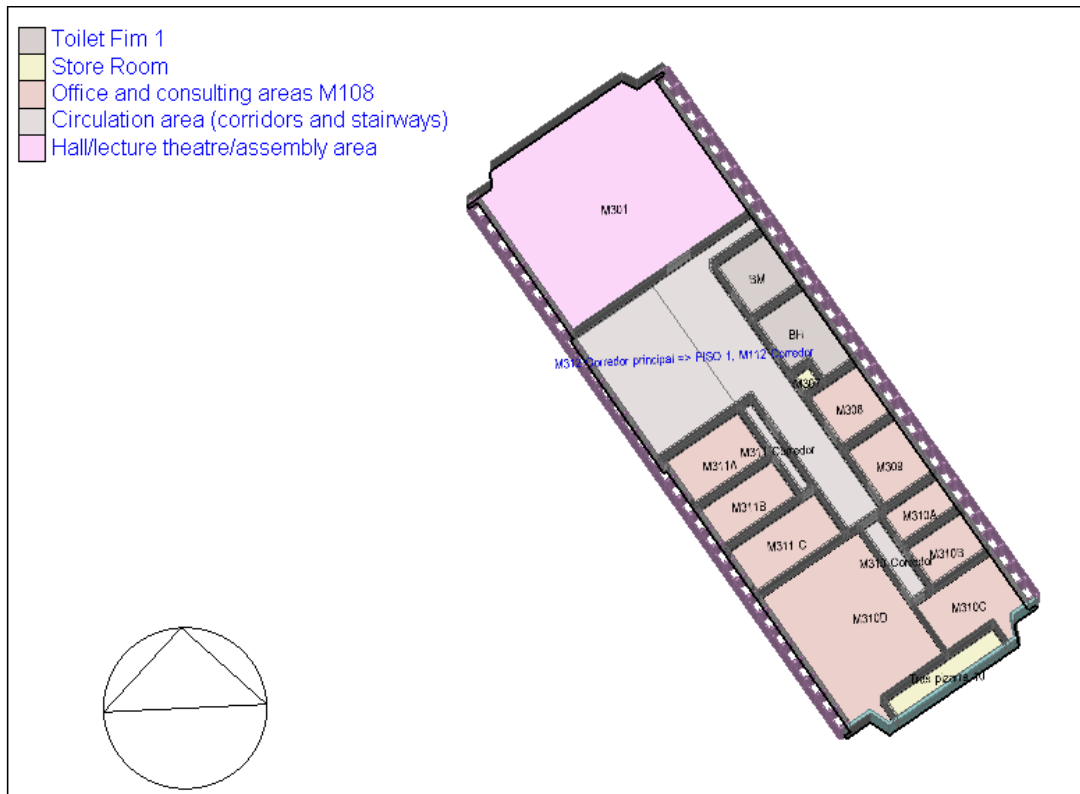 Toilet Fim 1
Store Room
Office and consulting areas M108
Circulation area (corridors and stairways)
Hall/lecture theatre/assembly area
M301
BM
BH
M312 Corredor principal => PISO 1, M112 Corredor
M308
M311 Corredor
M311A
M309
M311B
M310A
M311 C
M310B
M310 Corredor
M310C
M310D